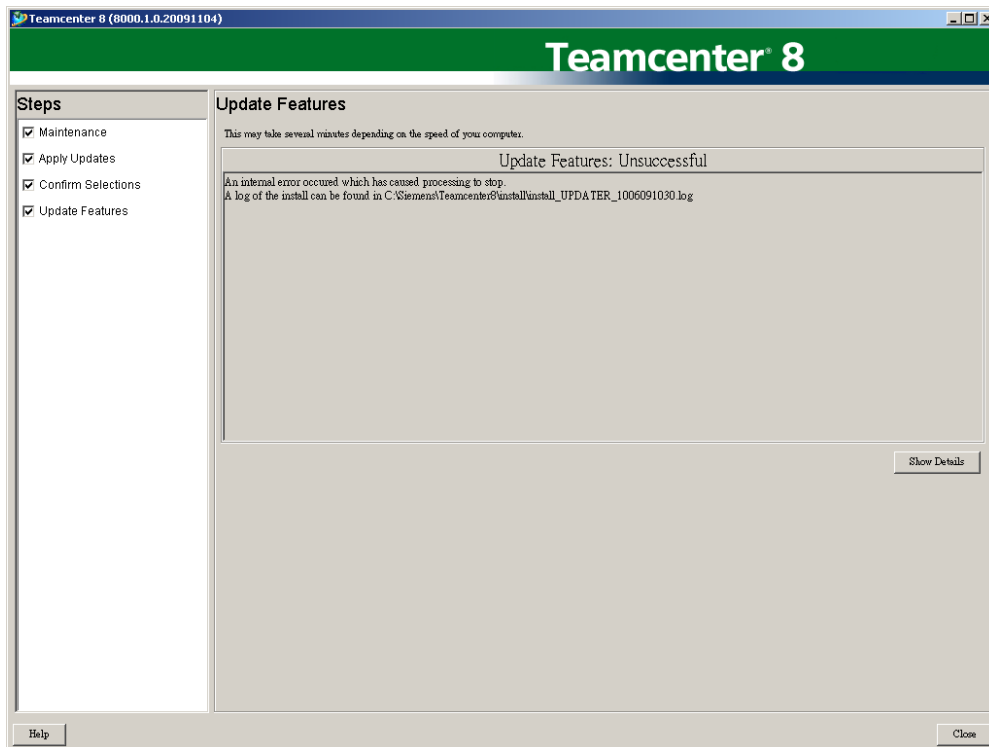 Teamcenter 8 (8000.1.0.20091104)
Teamcenter® 8
Steps
Maintenance
Apply Updates
Confirm Selections
Update Features
Update Features
This may take several minutes depending on the speed of your computer.
Update Features: Unsuccessful
An internal error occured which has caused processing to stop.
A log of the install can be found in C:\Siemens\Teamcenter8\install\install_UPDATER_1006091030.log
Show Details
Help
Close